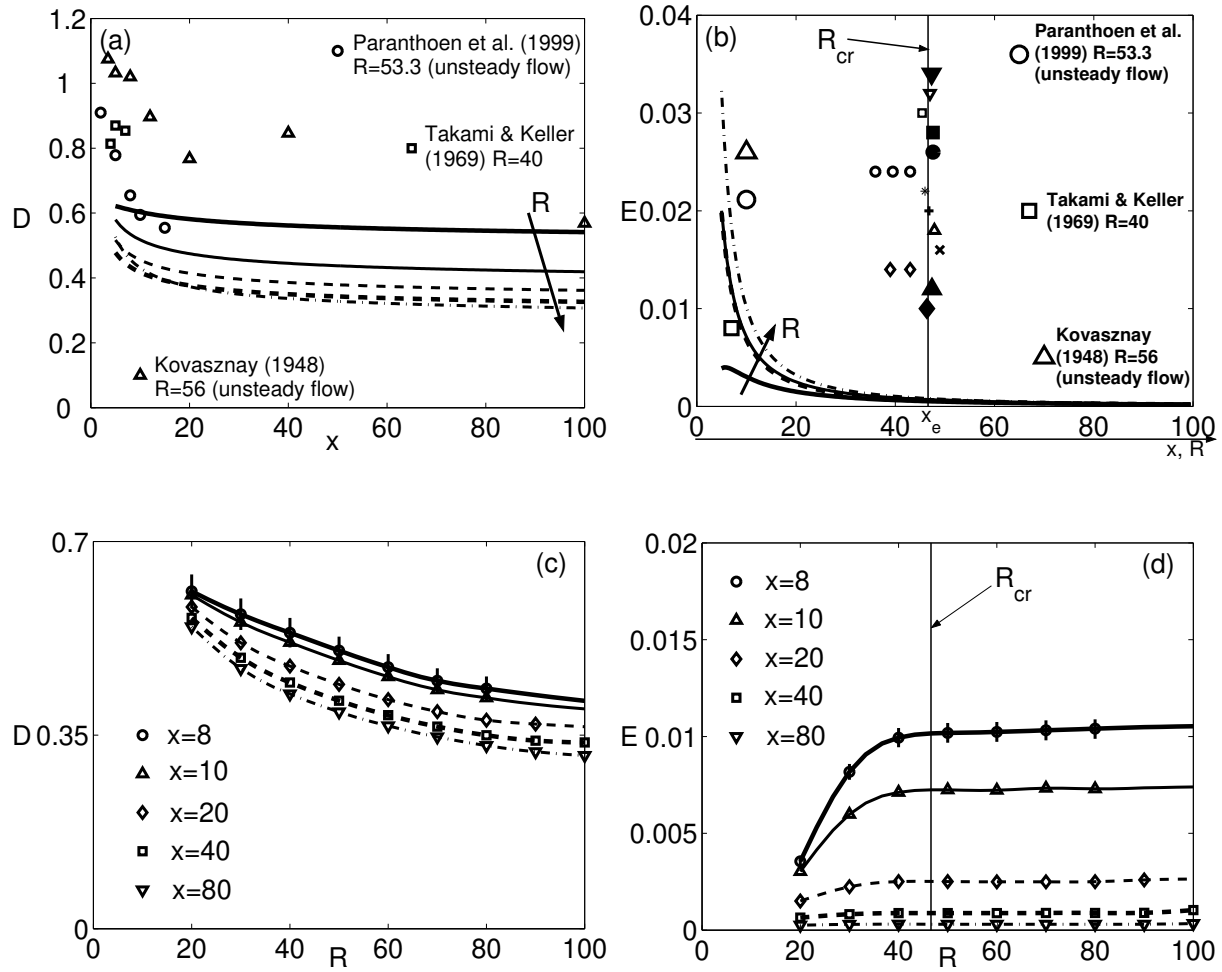 (a)
1.2
1
0.8
0.6
0.4
0.2
0
D
0
20
40
60
80
100
x
Paranthoen et al. (1999)
R=53.3 (unsteady flow)
Takami & Keller
(1969) R=40
R
Kovasznay (1948)
R=56 (unsteady flow)
(b)
0.04
0.03
0.02
0.01
0
E
20
40
60
80
100
x_e
x, R
R_cr
Paranthoen et al.
(1999) R=53.3
(unsteady flow)
Takami & Keller
(1969) R=40
R
Kovasznay
(1948) R=56
(unsteady flow)
(c)
0.7
0.35
0
D
0
20
40
60
80
100
R
x=8
x=10
x=20
x=40
x=80
(d)
0.02
0.015
0.01
0.005
0
E
0
20
40
60
80
100
R
R_cr
x=8
x=10
x=20
x=40
x=80